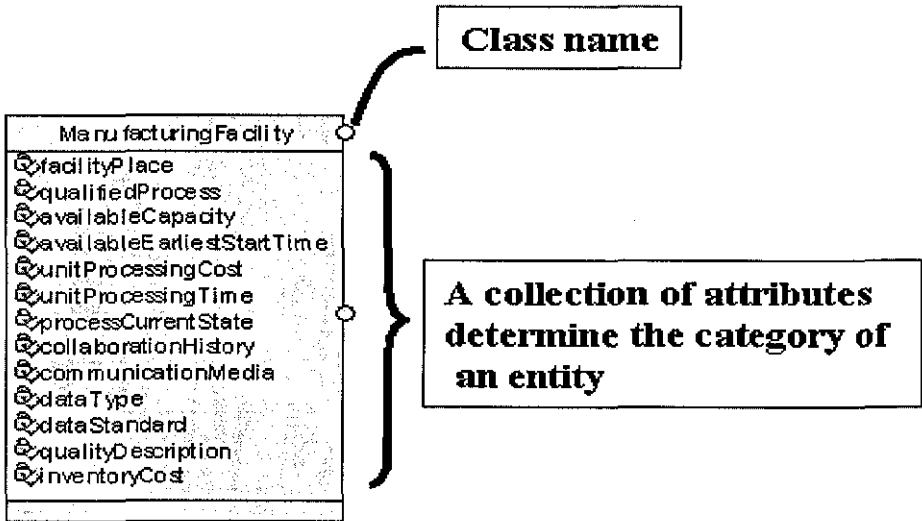 Class name
ManufacturingFacility
facilityPlace
qualifiedProcess
availableCapacity
availableEarliestStartTime
unitProcessingCost
unitProcessingTime
processCurrentState
collaborationHistory
communicationMedia
dataType
dataStandard
qualityDescription
inventoryCost
A collection of attributes
determine the category of
an entity